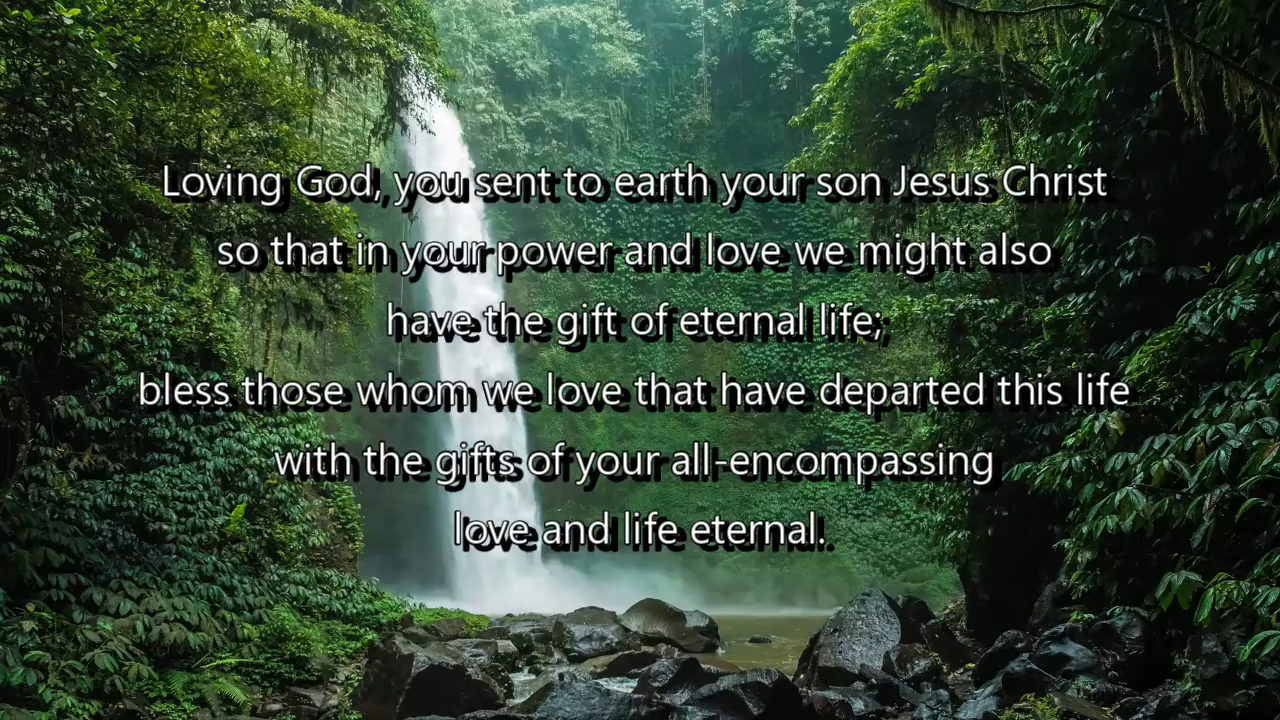 Loving God, you sent to earth your son Jesus Christ
so that in your power and love we might also
have the gift of eternal life;
bless those whom we love that have departed this life
with the gifts of your all-encompassing
love and life eternal.